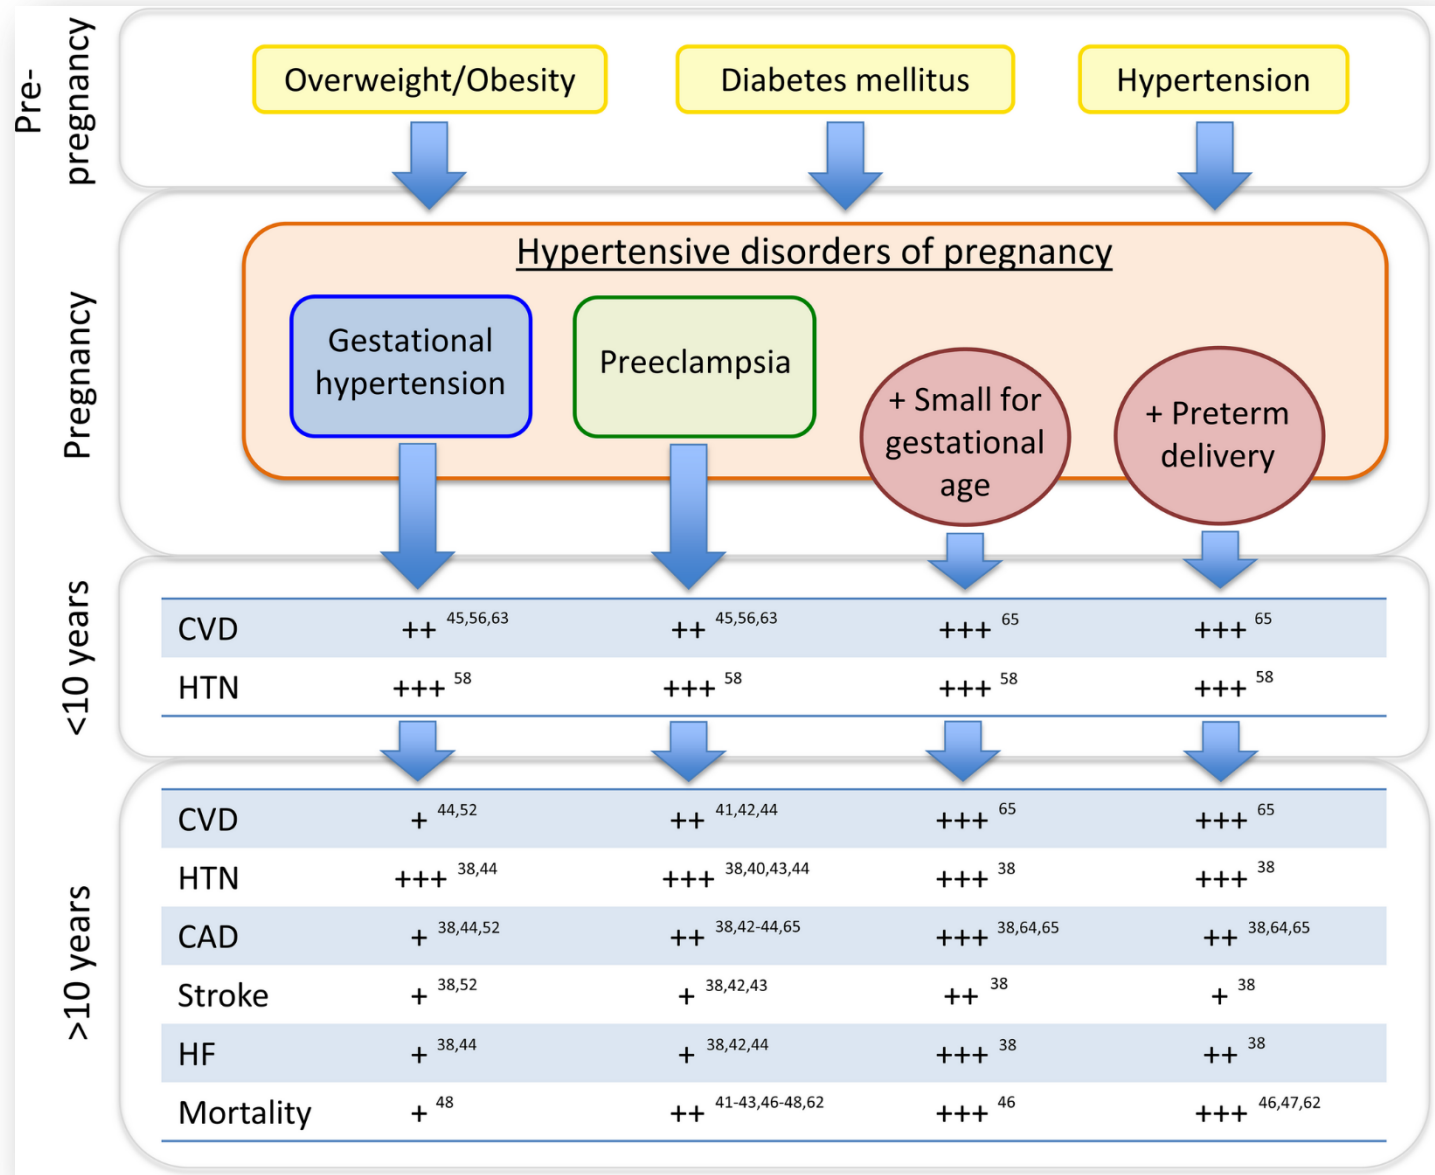 Pre-
pregnancy
Overweight/Obesity
Diabetes mellitus
Hypertension
Pregnancy
Hypertensive disorders of pregnancy
Gestational
hypertension
Preeclampsia
+ Small for
gestational
age
+ Preterm
delivery
<10 years
CVD ++ 45,56,63 ++ 45,56,63 +++ 65 +++ 65
HTN +++ 58 +++ 58 +++ 58 +++ 58
>10 years
CVD + 44,52 ++ 41,42,44 +++ 65 +++ 65
HTN +++ 38,44 +++ 38,40,43,44 +++ 38 +++ 38
CAD + 38,44,52 ++ 38,42-44,65 +++ 38,64,65 ++ 38,64,65
Stroke + 38,52 + 38,42,43 ++ 38 + 38
HF + 38,44 + 38,42,44 +++ 38 ++ 38
Mortality + 48 ++ 41-43,46-48,62 +++ 46 +++ 46,47,62